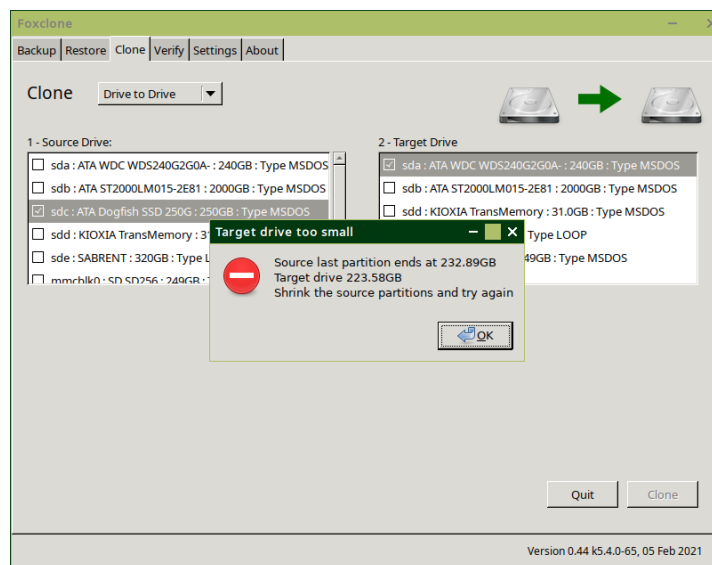 Foxclone
Backup Restore Clone Verify Settings About
Clone Drive to Drive
1 - Source Drive:
sda : ATA WDC WDS240G2G0A- : 240GB : Type MSDOS
sdb : ATA ST2000LM015-2E81 : 2000GB : Type MSDOS
sdc : ATA Dogfish SSD 250G : 250GB : Type MSDOS
sdd : KIOXIA TransMemory : 3
sde : SABRENT : 320GB : Type L
mmcblk0 : SD SD256 : 249GB :
2 - Target Drive
sda : ATA WDC WDS240G2G0A- : 240GB : Type MSDOS
sdb : ATA ST2000LM015-2E81 : 2000GB : Type MSDOS
sdd : KIOXIA TransMemory : 31.0GB : Type MSDOS
Type LOOP
49GB : Type MSDOS
Target drive too small
Source last partition ends at 232.89GB
Target drive 223.58GB
Shrink the source partitions and try again
OK
Quit Clone
Version 0.44 k5.4.0-65, 05 Feb 2021